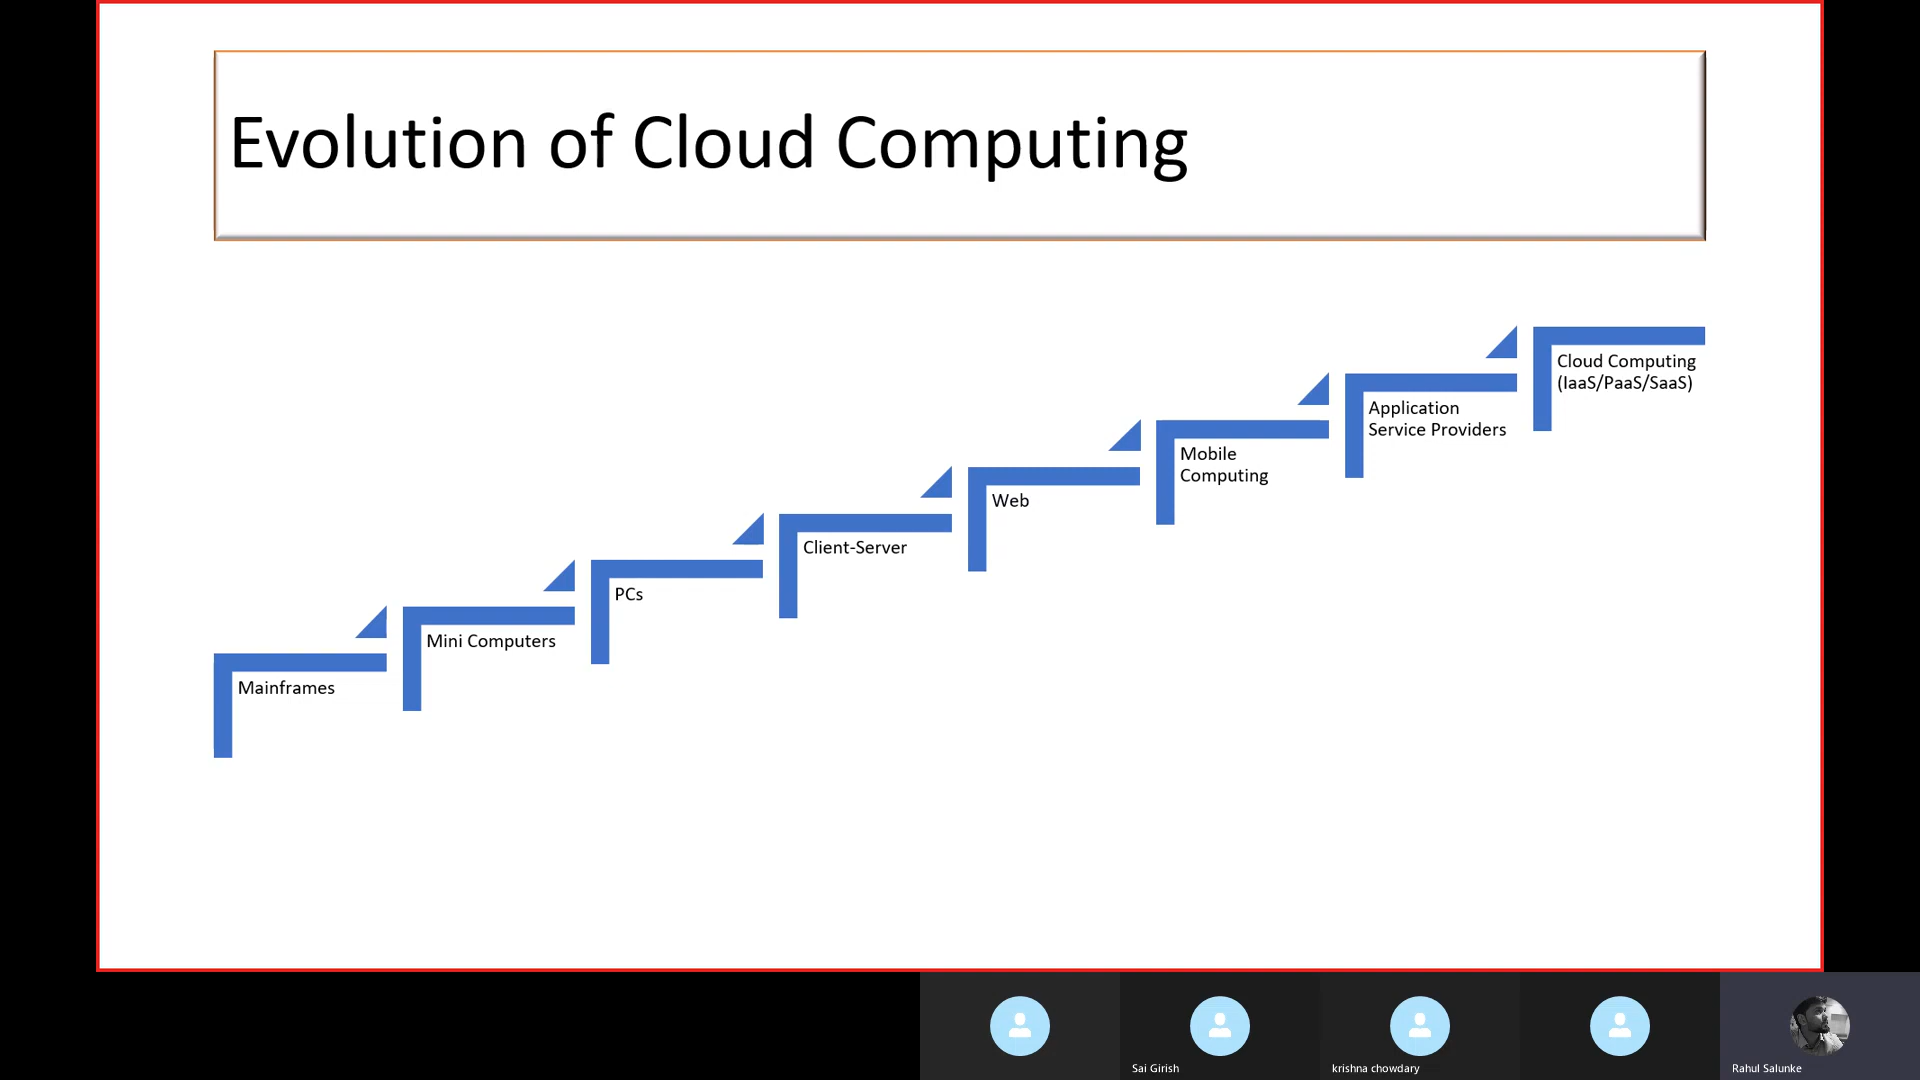 Evolution of Cloud Computing
Mainframes
Mini Computers
PCs
Client-Server
Web
Mobile
Computing
Application
Service Providers
Cloud Computing
(IaaS/PaaS/SaaS)
Sai Girish
krishna chowdary
Rahul Salunke